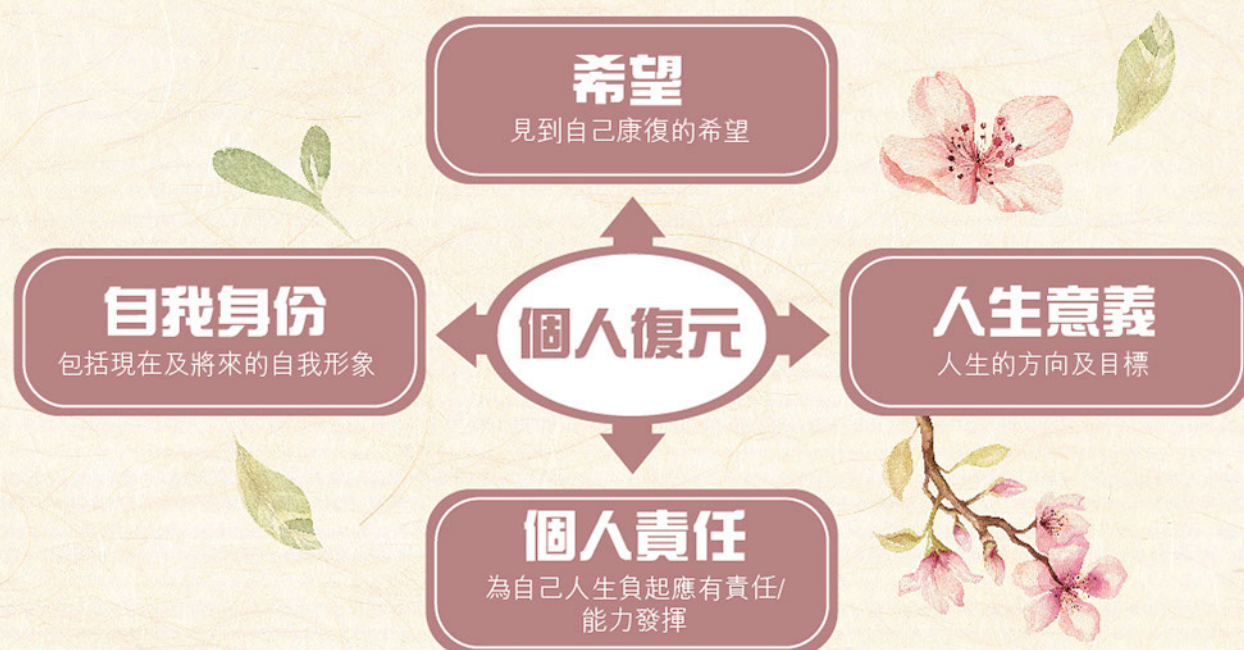 希望
見到自己康復的希望
自我身份
包括現在及將來的自我形象
個人復元
人生意義
人生的方向及目標
個人責任
為自己人生負起應有責任/
能力發揮